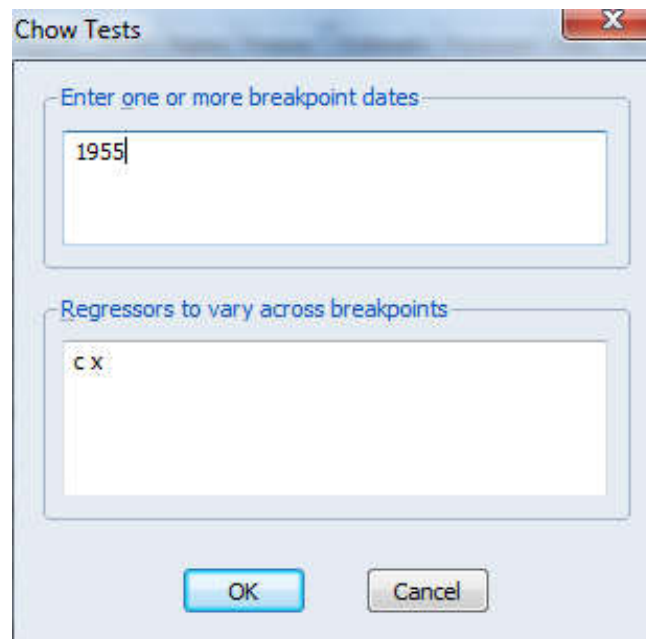 Chow Tests
Enter one or more breakpoint dates
1955
Regressors to vary across breakpoints
c x
OK
Cancel